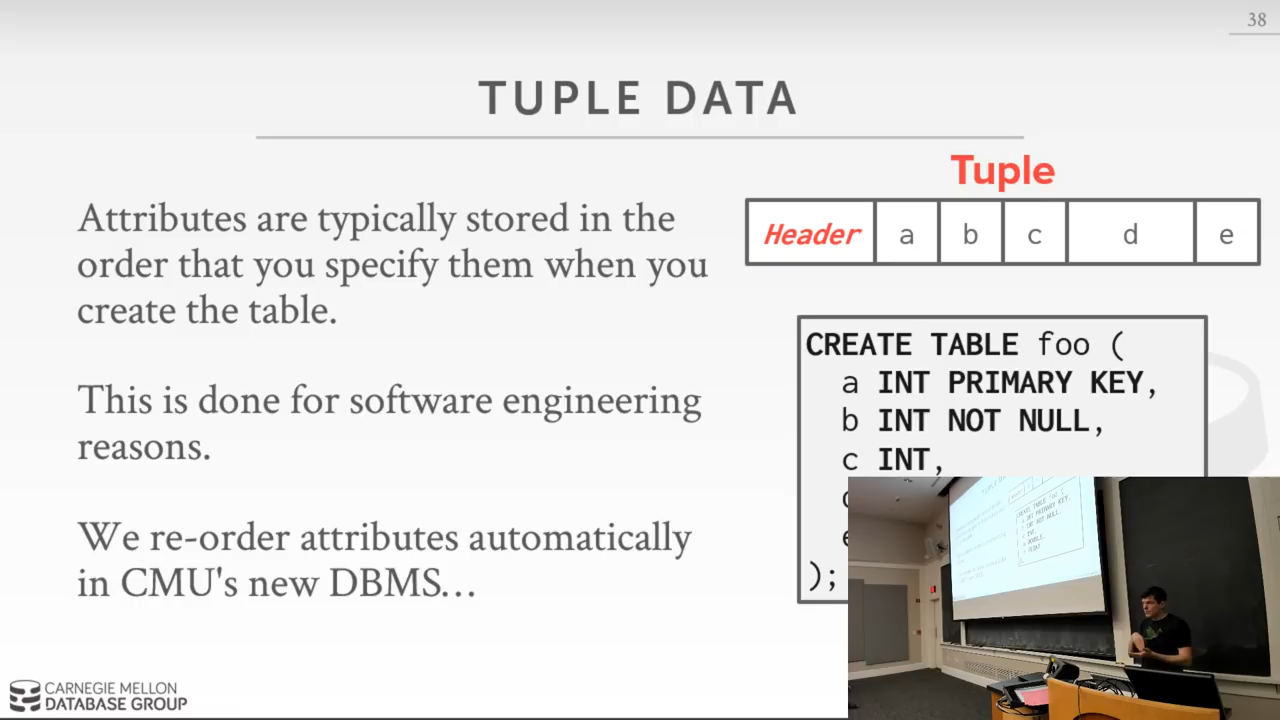 38
TUPLE DATA
Attributes are typically stored in the
order that you specify them when you
create the table.
This is done for software engineering
reasons.
We re-order attributes automatically
in CMU's new DBMS...
Tuple
Header a b c d e
CREATE TABLE foo (
a INT PRIMARY KEY,
b INT NOT NULL,
c INT,
);
CARNEGIE MELLON
DATABASE GROUP